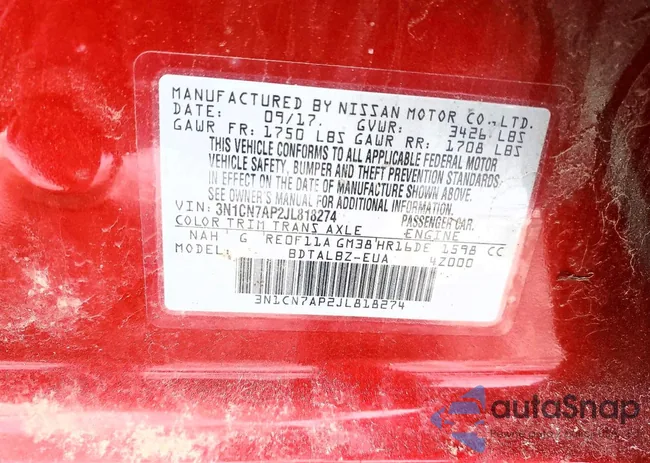 MANUFACTURED BY NISSAN MOTOR CO.,LTD.
DATE: 09/17. GVWR: 3426 LBS
GAWR FR: 1750 LBS GAWR RR: 1708 LBS
THIS VEHICLE CONFORMS TO ALL APPLICABLE FEDERAL MOTOR
VEHICLE SAFETY, BUMPER AND THEFT PREVENTION STANDARDS
IN EFFECT ON THE DATE OF MANUFACTURE SHOWN ABOVE.
SEE OWNER'S MANUAL FOR ADDITIONAL INFORMATION.
VIN: 3N1CN7AP2JL818274 PASSENGER CAR.
COLOR TRIM TRANS AXLE ENGINE
NAH G RE0F11A GM38 HR16DE 1598 CC
MODEL: BDTALBZ-EUA 4Z000
3N1CN7AP2JL818274
autoSnap